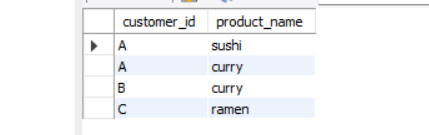 customer_id product_name
A sushi
A curry
B curry
C ramen